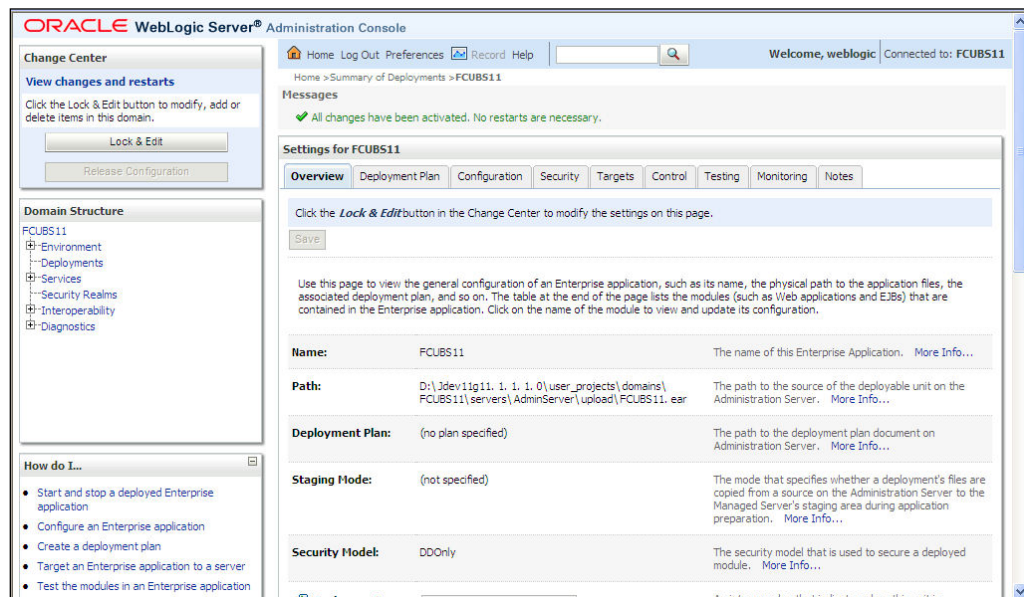 ORACLE WebLogic Server® Administration Console
Change Center
View changes and restarts
Click the Lock & Edit button to modify, add or
delete items in this domain.
Lock & Edit
Release Configuration
Domain Structure
FCUBS11
Environment
Deployments
Services
Security Realms
Interoperability
Diagnostics
How do I...
Start and stop a deployed Enterprise
application
Configure an Enterprise application
Create a deployment plan
Target an Enterprise application to a server
Test the modules in an Enterprise application
Home Log Out Preferences Record Help
Welcome, weblogic Connected to: FCUBS11
Home >Summary of Deployments >FCUBS11
Messages
All changes have been activated. No restarts are necessary.
Settings for FCUBS11
Overview Deployment Plan Configuration Security Targets Control Testing Monitoring Notes
Click the Lock & Edit button in the Change Center to modify the settings on this page.
Save
Use this page to view the general configuration of an Enterprise application, such as its name, the physical path to the application files, the
associated deployment plan, and so on. The table at the end of the page lists the modules (such as Web applications and EJBs) that are
contained in the Enterprise application. Click on the name of the module to view and update its configuration.
Name: FCUBS11 The name of this Enterprise Application. More Info...
Path: D:\Jdev11g11. 1. 1. 1. 0\user_projects\domains\ The path to the source of the deployable unit on the
FCUBS11\servers\AdminServer\upload\FCUBS11. ear Administration Server. More Info...
Deployment Plan: (no plan specified) The path to the deployment plan document on
Administration Server. More Info...
Staging Mode: (not specified) The mode that specifies whether a deployment's files are
copied from a source on the Administration Server to the
Managed Server's staging area during application
preparation. More Info...
Security Model: DDOnly The security model that is used to secure a deployed
module. More Info...